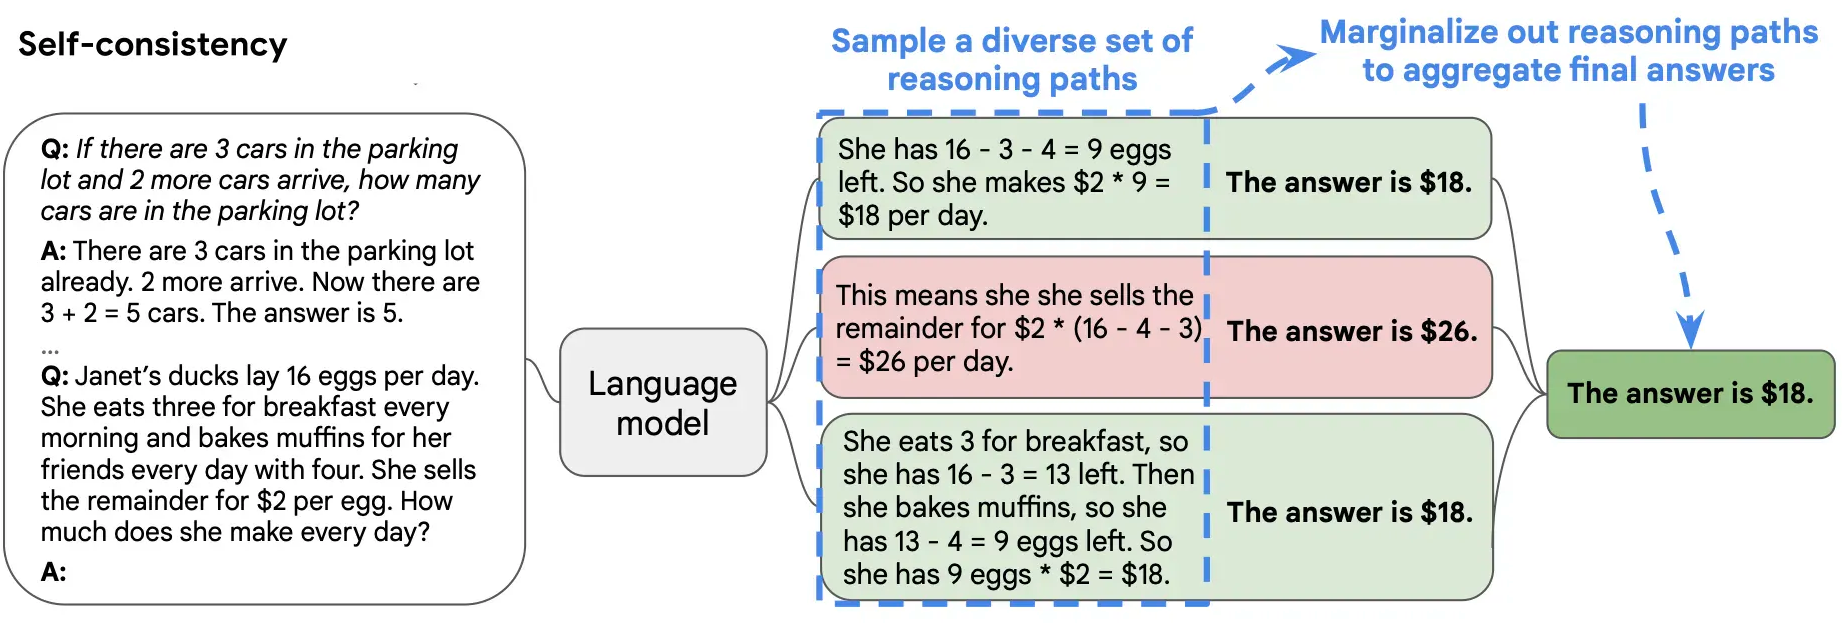 Self-consistency
Q: If there are 3 cars in the parking
lot and 2 more cars arrive, how many
cars are in the parking lot?
A: There are 3 cars in the parking lot
already. 2 more arrive. Now there are
3 + 2 = 5 cars. The answer is 5.
...
Q: Janet’s ducks lay 16 eggs per day.
She eats three for breakfast every
morning and bakes muffins for her
friends every day with four. She sells
the remainder for $2 per egg. How
much does she make every day?
A:
Language
model
Sample a diverse set of
reasoning paths
She has 16 - 3 - 4 = 9 eggs
left. So she makes $2 * 9 =
$18 per day.
The answer is $18.
This means she she sells the
remainder for $2 * (16 - 4 - 3)
= $26 per day.
The answer is $26.
She eats 3 for breakfast, so
she has 16 - 3 = 13 left. Then
she bakes muffins, so she
has 13 - 4 = 9 eggs left. So
she has 9 eggs * $2 = $18.
The answer is $18.
Marginalize out reasoning paths
to aggregate final answers
The answer is $18.